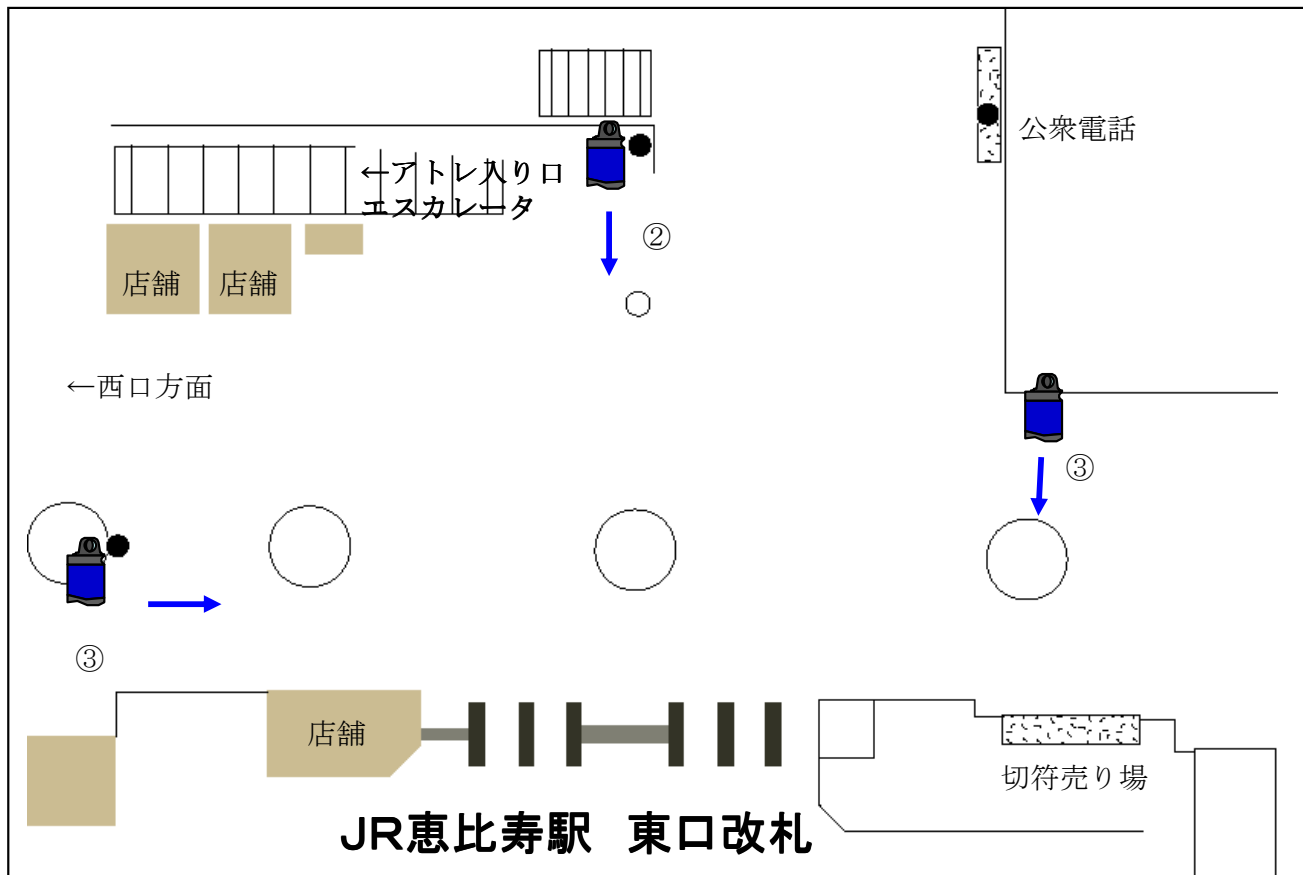 公衆電話
←アトレ入り口
エスカレータ
②
店舗
店舗
←西口方面
③
③
店舗
切符売り場
JR恵比寿駅 東口改札